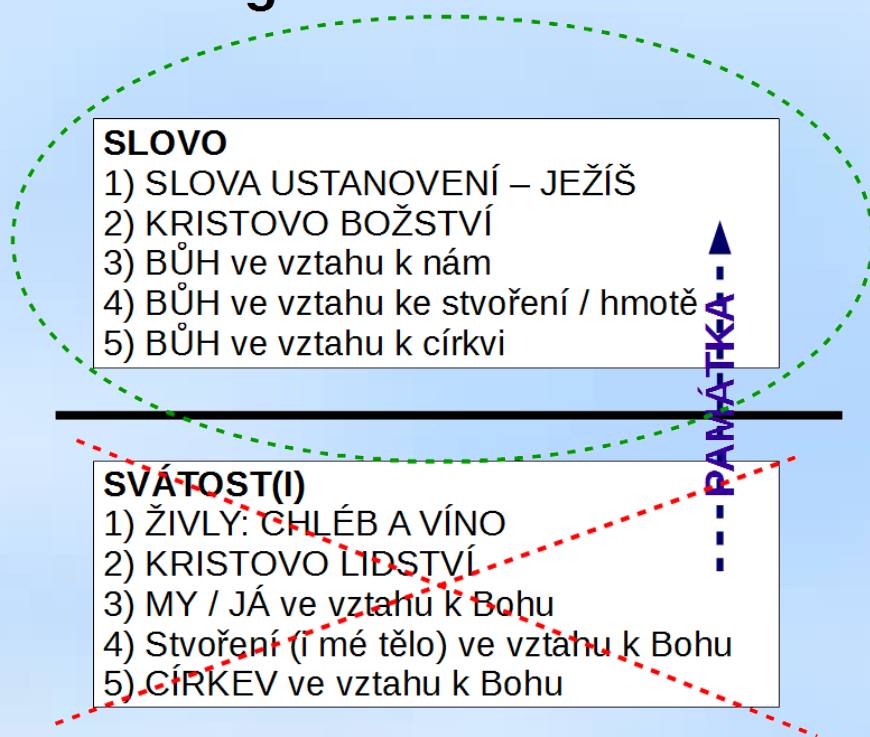 SLOVO
1) SLOVA USTANOVENÍ – JEŽÍŠ
2) KRISTOVO BOŽSTVÍ
3) BŮH ve vztahu k nám
4) BŮH ve vztahu ke stvoření / hmotě
5) BŮH ve vztahu k církvi
PAMÁTKA
SVÁTOST(I)
1) ŽIVLY: CHLÉB A VÍNO
2) KRISTOVO LIDSTVÍ
3) MY / JÁ ve vztahu k Bohu
4) Stvoření (i mé tělo) ve vztahu k Bohu
5) CÍRKEV ve vztahu k Bohu